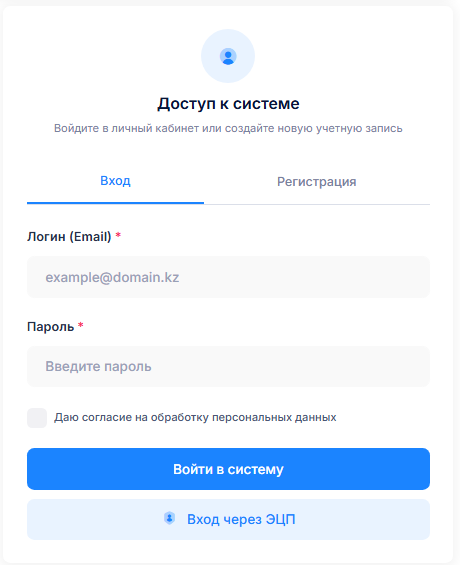 Доступ к системе
Войдите в личный кабинет или создайте новую учетную запись
Вход Регистрация
Логин (Email) *
example@domain.kz
Пароль *
Введите пароль
Даю согласие на обработку персональных данных
Войти в систему
Вход через ЭЦП